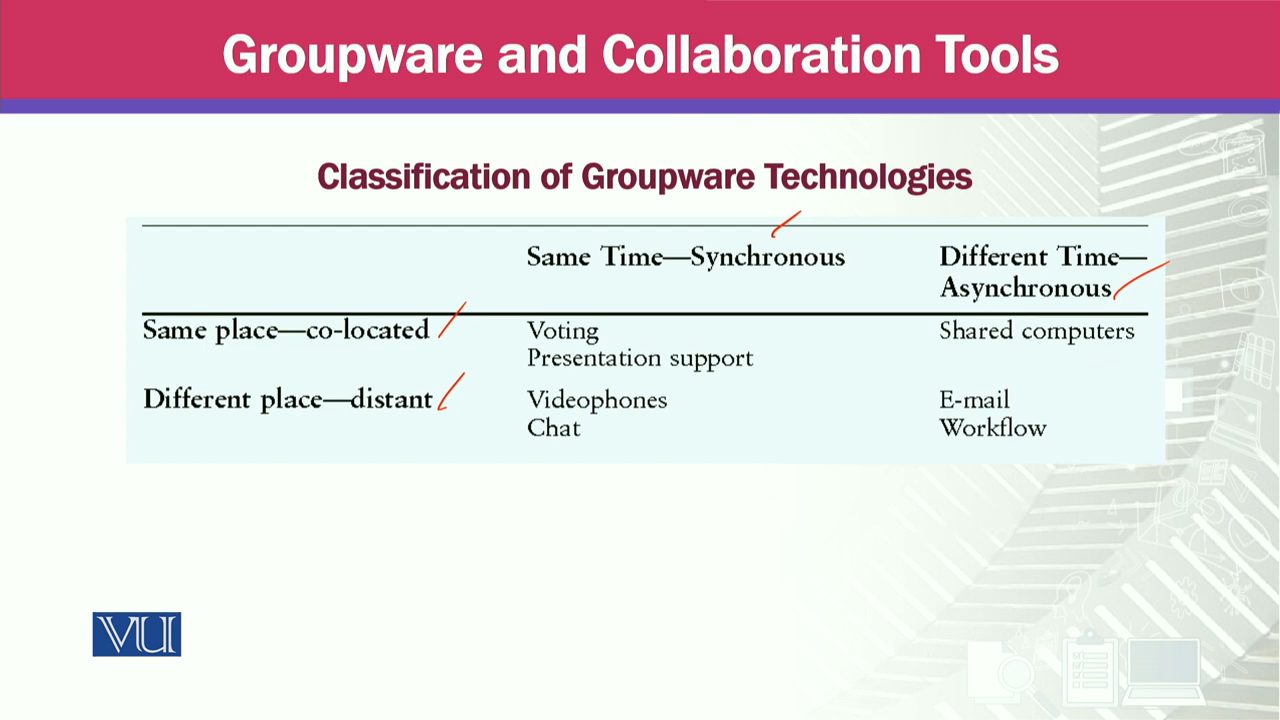 Groupware and Collaboration Tools
Classification of Groupware Technologies
Same Time—Synchronous
Different Time—
Asynchronous
Same place—co-located
Voting
Shared computers
Presentation support
Different place—distant
Videophones
E-mail
Chat
Workflow
VU